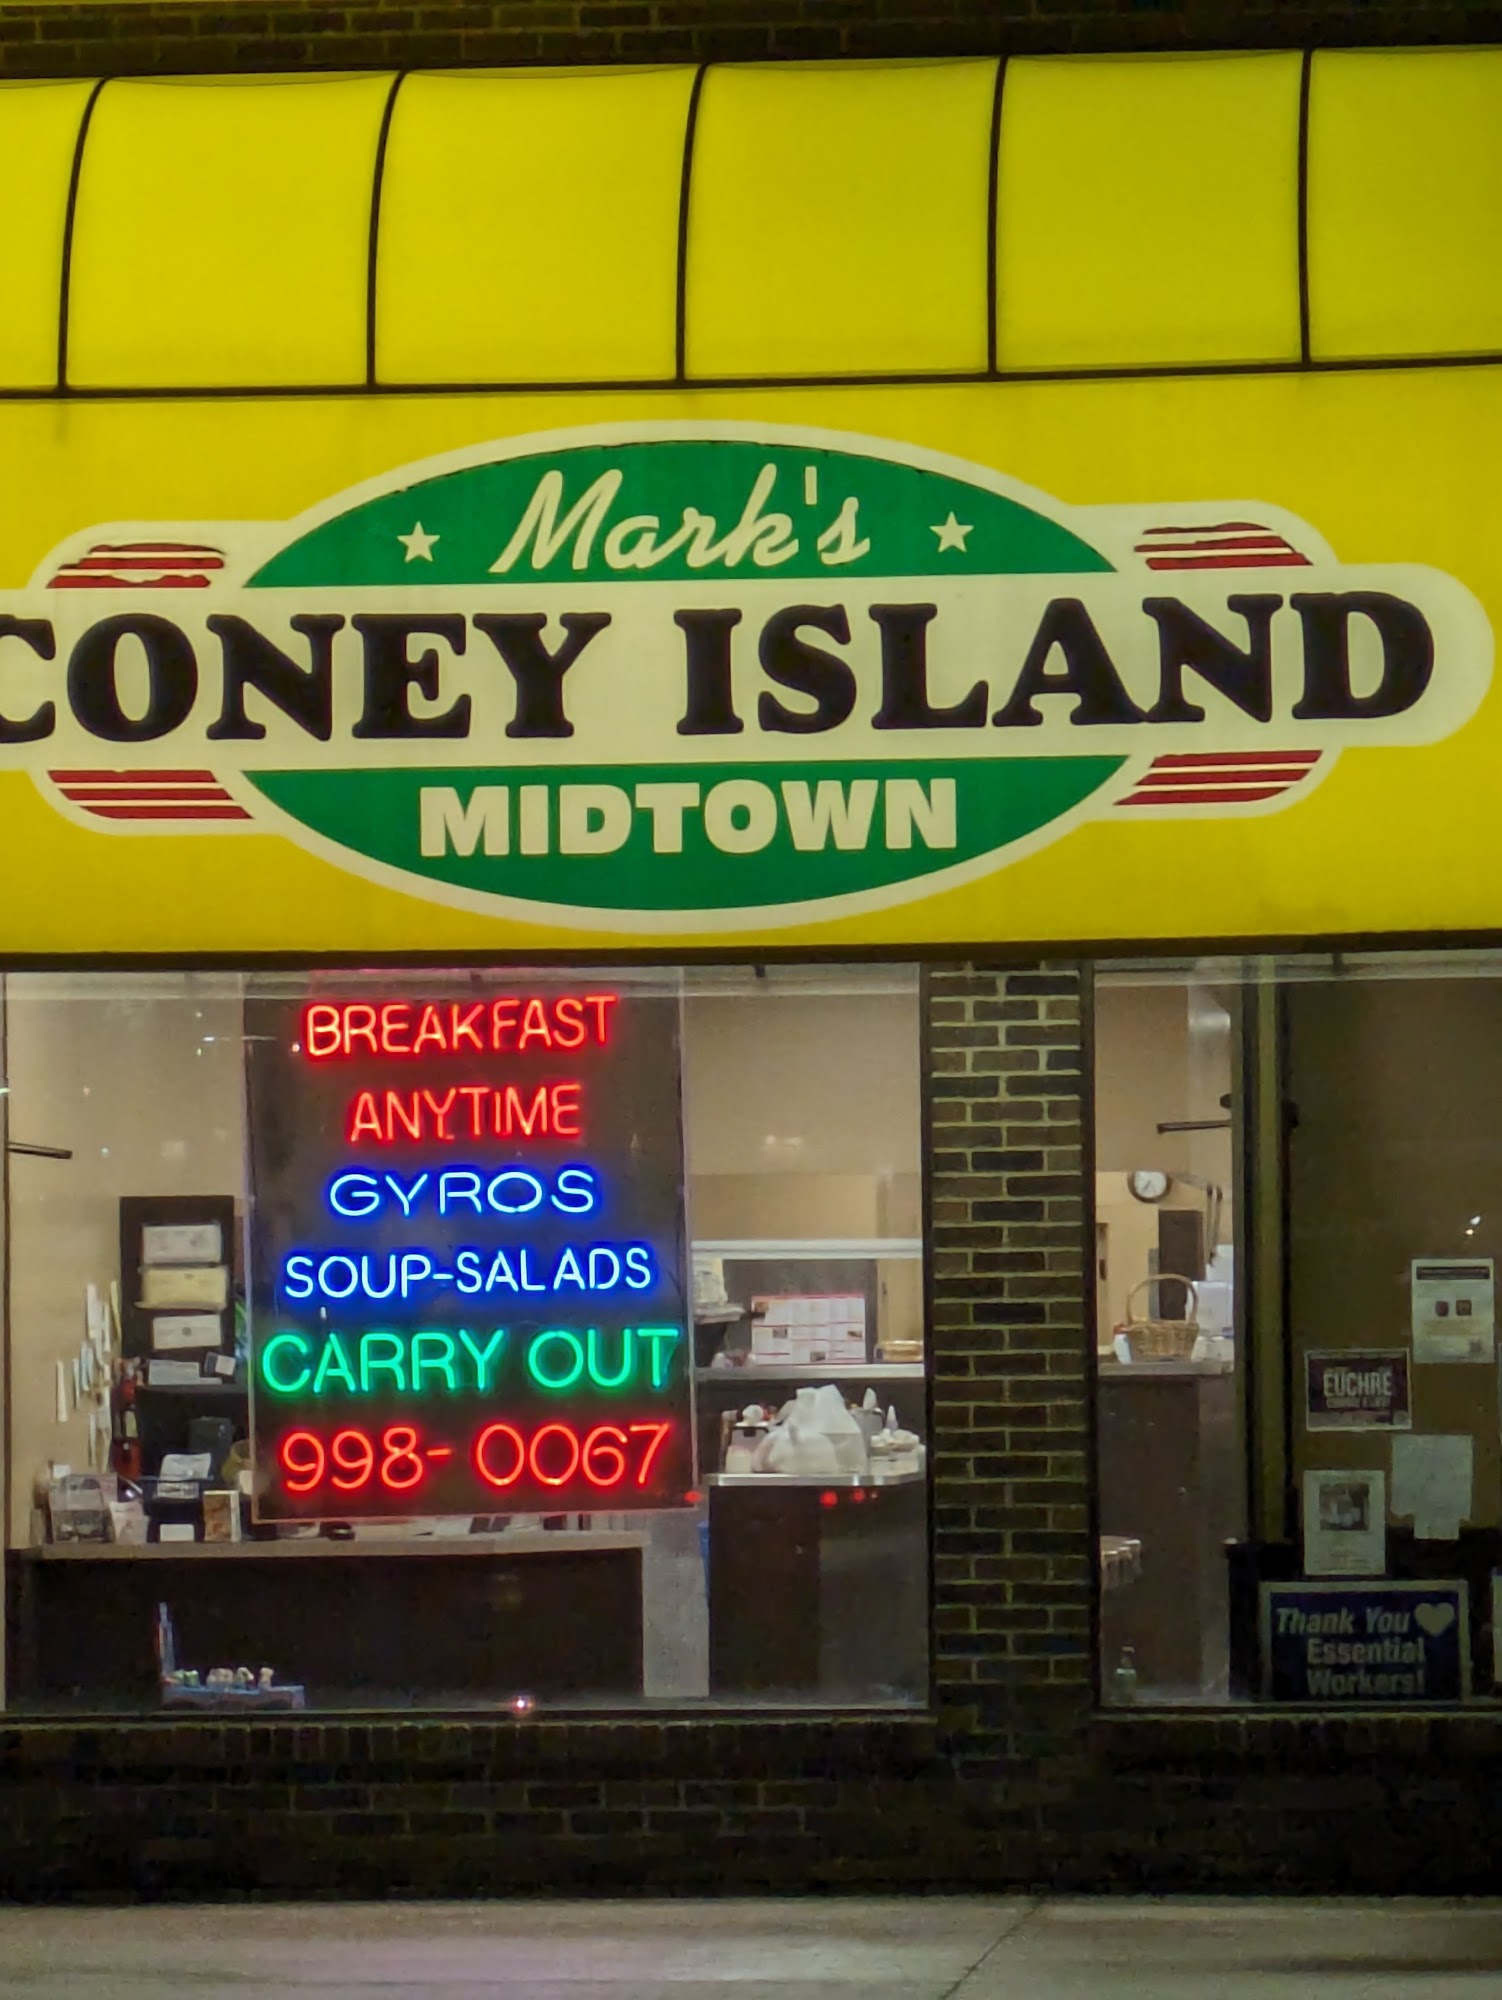 Mark's
CONEY ISLAND
MIDTOWN
BREAKFAST
ANYTIME
GYROS
SOUP-SALADS
CARRY OUT
998-0067
EUCHRE
Thank You
Essential
Workers!